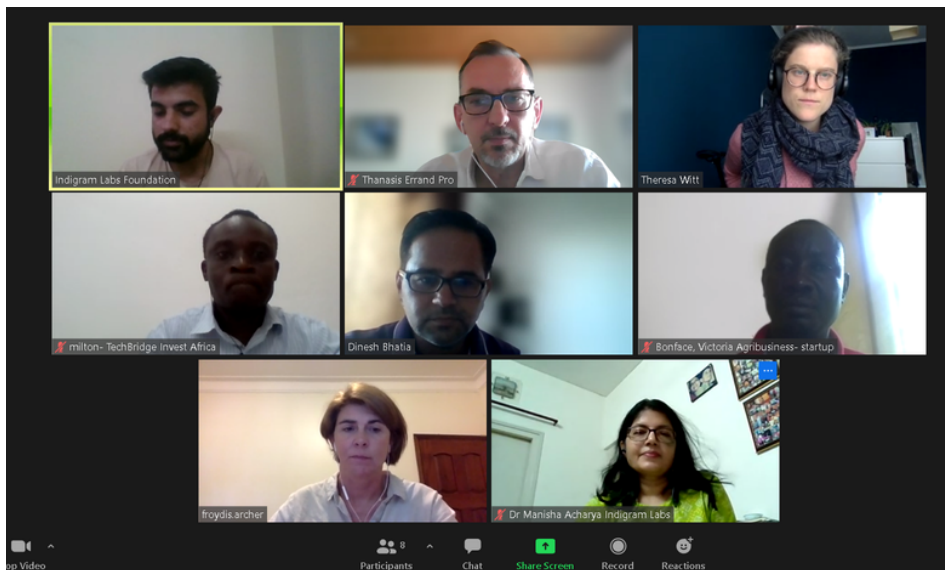 Indigram Labs Foundation
Thanasis Errand Pro
Theresa Witt
milton- TechBridge Invest Africa
Dinesh Bhatia
Bonface, Victoria Agribusiness- startup
froydis.archer
Dr Manisha Acharya Indigram Labs
op Video
8
Participants
Chat
Share Screen
Record
Reactions